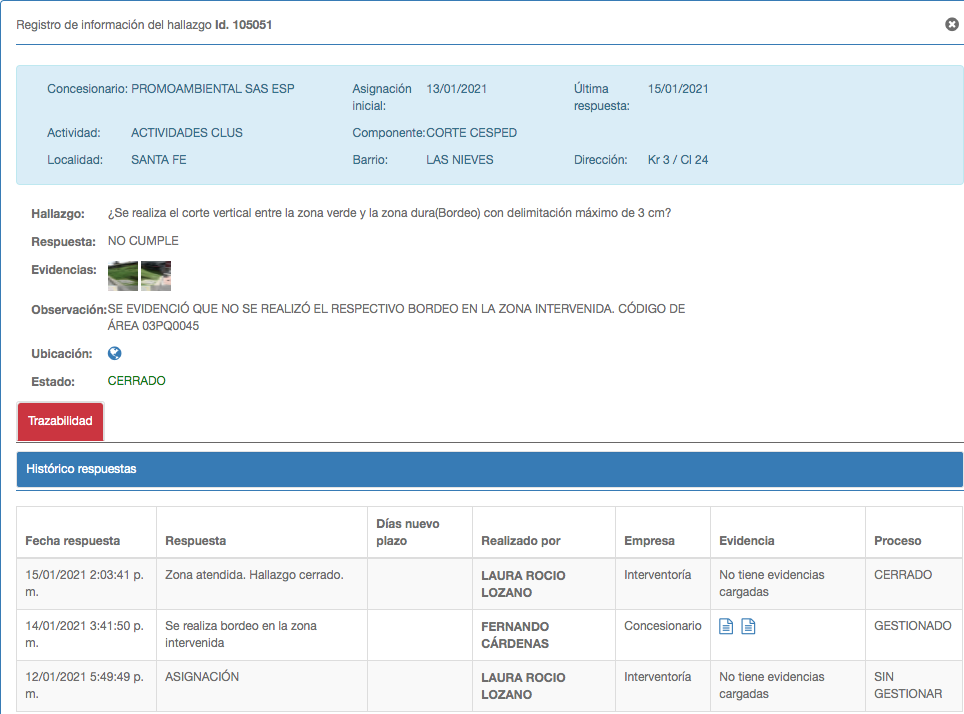 Registro de información del hallazgo Id. 105051
Concesionario: PROMOAMBIENTAL SAS ESP
Asignación inicial: 13/01/2021
Última respuesta: 15/01/2021
Actividad: ACTIVIDADES CLUS
Componente: CORTE CESPED
Localidad: SANTA FE
Barrio: LAS NIEVES
Dirección: Kr 3 / Cl 24
Hallazgo: ¿Se realiza el corte vertical entre la zona verde y la zona dura(Bordeo) con delimitación máximo de 3 cm?
Respuesta: NO CUMPLE
Evidencias:
Observación: SE EVIDENCIÓ QUE NO SE REALIZÓ EL RESPECTIVO BORDEO EN LA ZONA INTERVENIDA. CÓDIGO DE
ÁREA 03PQ0045
Ubicación:
Estado: CERRADO
Trazabilidad
Histórico respuestas
Fecha respuesta Respuesta Días nuevo plazo Realizado por Empresa Evidencia Proceso
15/01/2021 2:03:41 p. m. Zona atendida. Hallazgo cerrado. LAURA ROCIO LOZANO Interventoría No tiene evidencias cargadas CERRADO
14/01/2021 3:41:50 p. m. Se realiza bordeo en la zona intervenida FERNANDO CÁRDENAS Concesionario GESTIONADO
12/01/2021 5:49:49 p. m. ASIGNACIÓN LAURA ROCIO LOZANO Interventoría No tiene evidencias cargadas SIN GESTIONAR